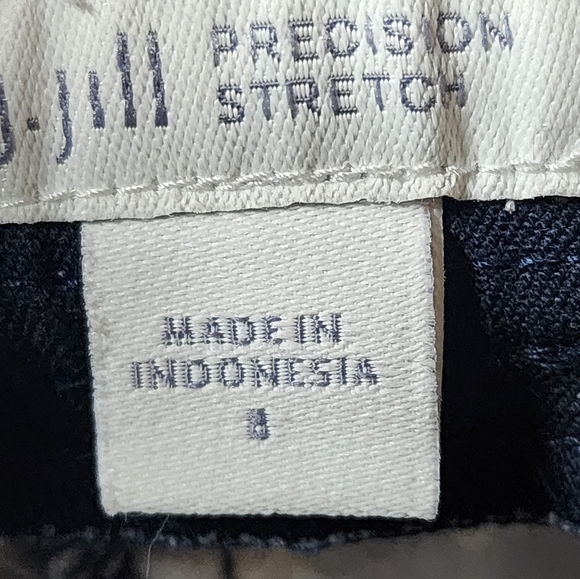 J.Jill PRECISION
STRETCH
MADE IN
INDONESIA
8